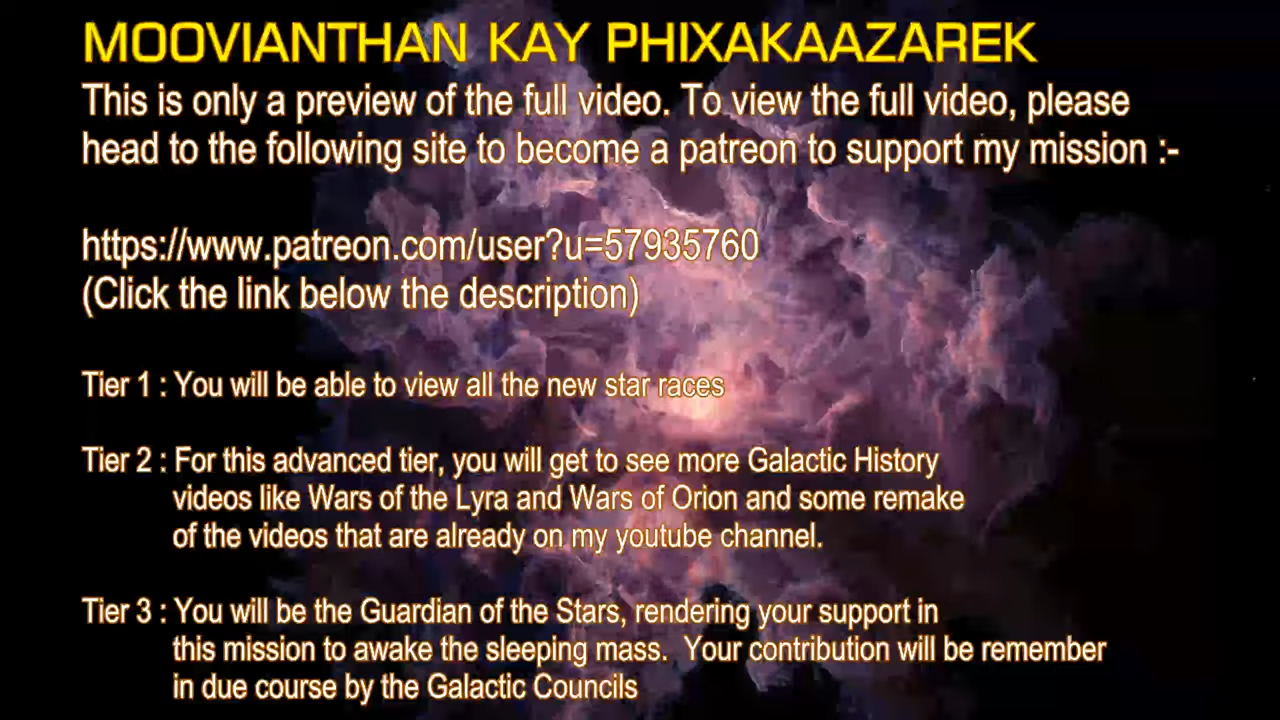 MOOVIANTHAN KAY PHIXAKAAZAREK
This is only a preview of the full video. To view the full video, please
head to the following site to become a patreon to support my mission :-
https://www.patreon.com/user?u=57935760
(Click the link below the description)
Tier 1 : You will be able to view all the new star races
Tier 2 : For this advanced tier, you will get to see more Galactic History
videos like Wars of the Lyra and Wars of Orion and some remake
of the videos that are already on my youtube channel.
Tier 3 : You will be the Guardian of the Stars, rendering your support in
this mission to awake the sleeping mass. Your contribution will be remember
in due course by the Galactic Councils